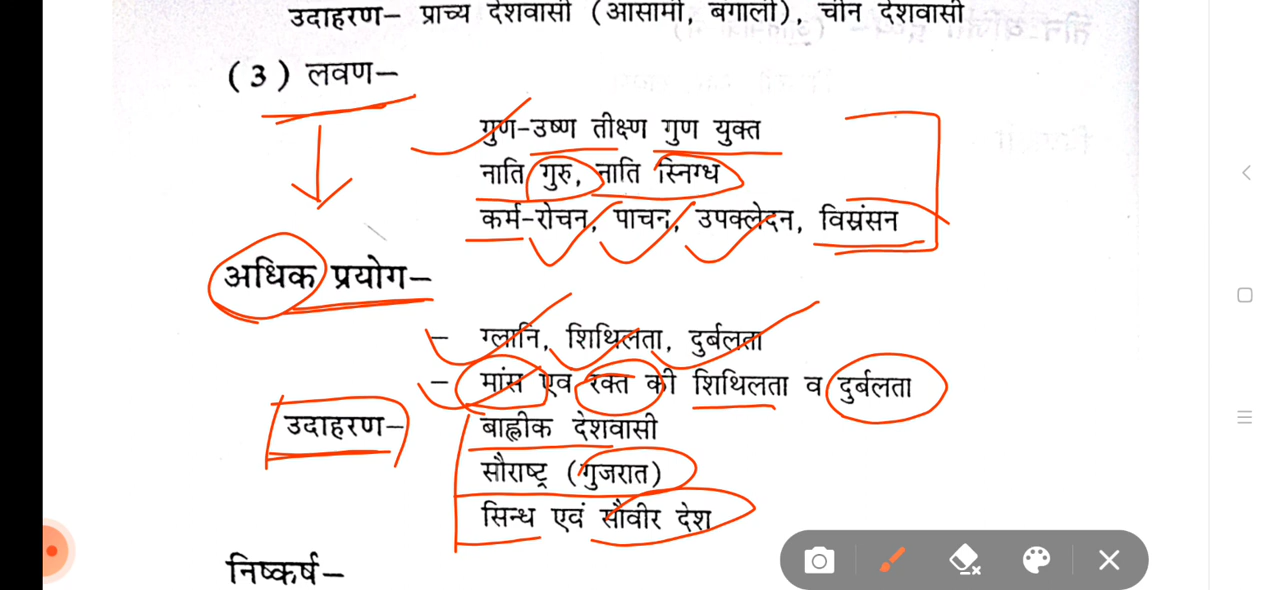 उदाहरण– प्राच्य देशवासी (आसामी, बंगाली), चीन देशवासी
(3) लवण–
गुण-उष्ण तीक्ष्ण गुण युक्त
नाति गुरु, नाति स्निग्ध
कर्म-रोचन, पाचन, उपक्लेदन, विस्रंसन
अधिक प्रयोग–
– ग्लानि, शिथिलता, दुर्बलता
– मांस एव रक्त की शिथिलता व दुर्बलता
उदाहरण– बाह्लीक देशवासी
सौराष्ट्र (गुजरात)
सिन्ध एवं सौवीर देश
निष्कर्ष–